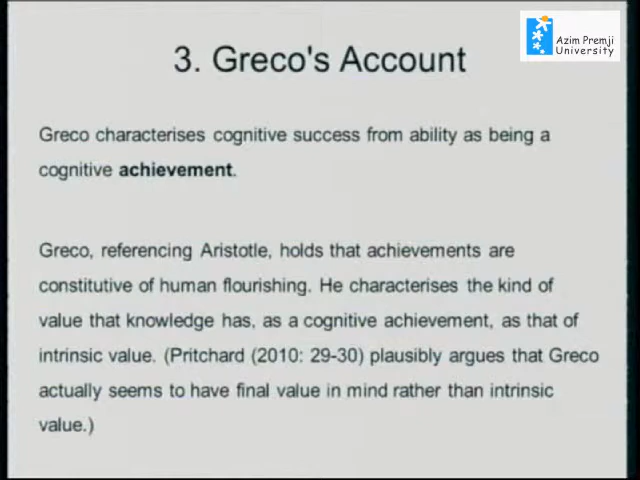 Azim Premji
University
3. Greco's Account
Greco characterises cognitive success from ability as being a
cognitive achievement.
Greco, referencing Aristotle, holds that achievements are
constitutive of human flourishing. He characterises the kind of
value that knowledge has, as a cognitive achievement, as that of
intrinsic value. (Pritchard (2010: 29-30) plausibly argues that Greco
actually seems to have final value in mind rather than intrinsic
value.)